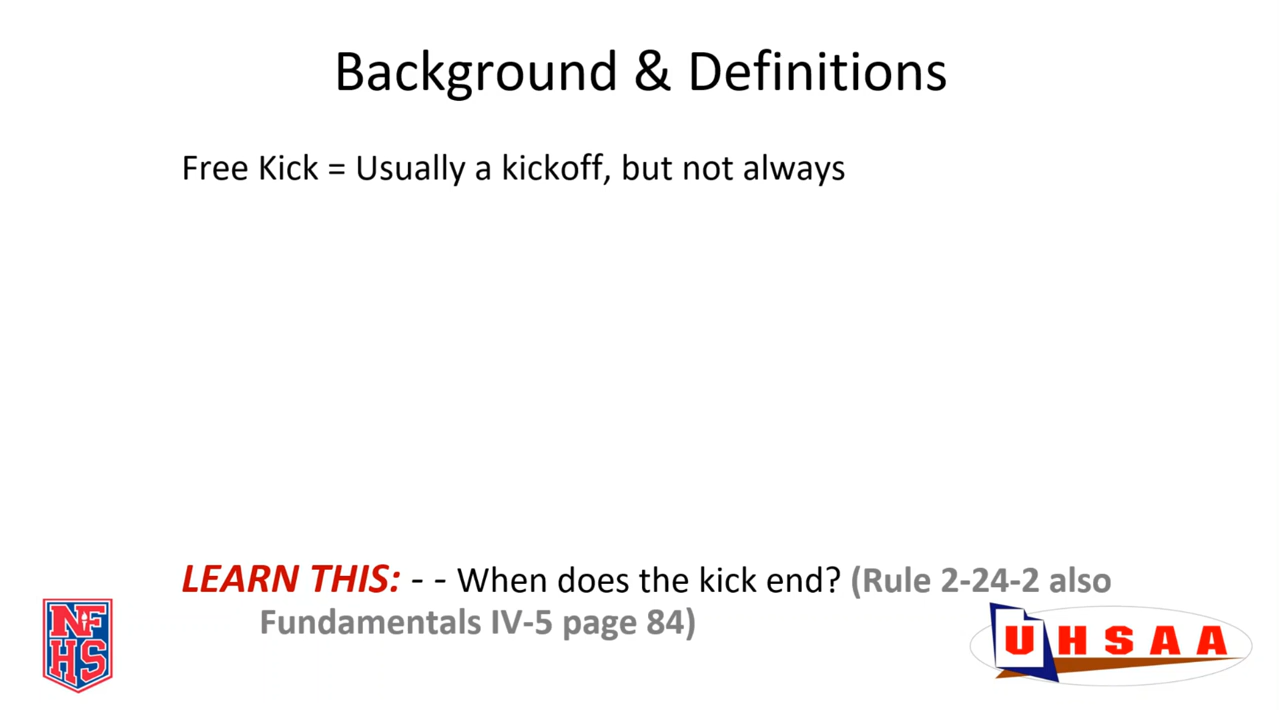 Background & Definitions
Free Kick = Usually a kickoff, but not always
LEARN THIS: - - When does the kick end? (Rule 2-24-2 also
Fundamentals IV-5 page 84)
NF
HS
UHSAA